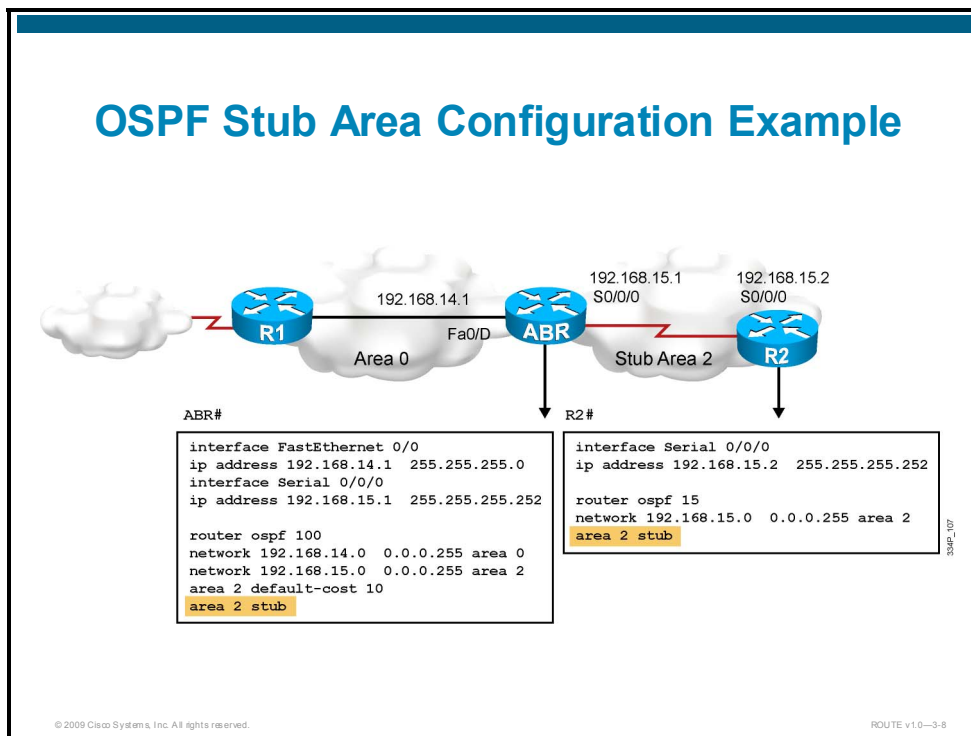 OSPF Stub Area Configuration Example
192.168.14.1
192.168.15.1
S0/0/0
192.168.15.2
S0/0/0
R1
Fa0/D
ABR
R2
Area 0
Stub Area 2
ABR#
interface FastEthernet 0/0
ip address 192.168.14.1 255.255.255.0
interface Serial 0/0/0
ip address 192.168.15.1 255.255.255.252
router ospf 100
network 192.168.14.0 0.0.0.255 area 0
network 192.168.15.0 0.0.0.255 area 2
area 2 default-cost 10
area 2 stub
R2#
interface Serial 0/0/0
ip address 192.168.15.2 255.255.255.252
router ospf 15
network 192.168.15.0 0.0.0.255 area 2
area 2 stub
334P_107
© 2009 Cisco Systems, Inc. All rights reserved.
ROUTE v1.0—3-8